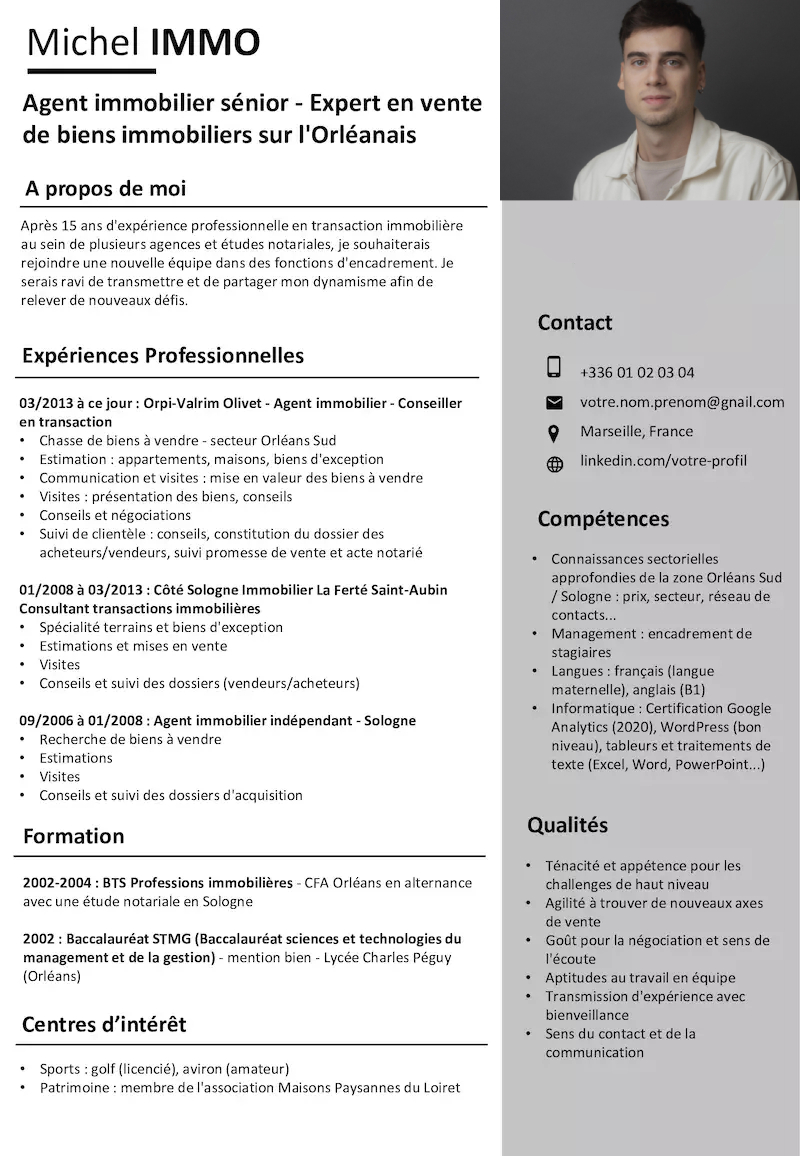 Michel IMMO
Agent immobilier sénior - Expert en vente
de biens immobiliers sur l'Orléanais
A propos de moi
Après 15 ans d'expérience professionnelle en transaction immobilière
au sein de plusieurs agences et études notariales, je souhaiterais
rejoindre une nouvelle équipe dans des fonctions d'encadrement. Je
serais ravi de transmettre et de partager mon dynamisme afin de
relever de nouveaux défis.
Expériences Professionnelles
03/2013 à ce jour : Orpi-Valrim Olivet - Agent immobilier - Conseiller
en transaction
• Chasse de biens à vendre - secteur Orléans Sud
• Estimation : appartements, maisons, biens d'exception
• Communication et visites : mise en valeur des biens à vendre
• Visites : présentation des biens, conseils
• Conseils et négociations
• Suivi de clientèle : conseils, constitution du dossier des
acheteurs/vendeurs, suivi promesse de vente et acte notarié
01/2008 à 03/2013 : Côté Sologne Immobilier La Ferté Saint-Aubin
Consultant transactions immobilières
• Spécialité terrains et biens d'exception
• Estimations et mises en vente
• Visites
• Conseils et suivi des dossiers (vendeurs/acheteurs)
09/2006 à 01/2008 : Agent immobilier indépendant - Sologne
• Recherche de biens à vendre
• Estimations
• Visites
• Conseils et suivi des dossiers d'acquisition
Formation
2002-2004 : BTS Professions immobilières - CFA Orléans en alternance
avec une étude notariale en Sologne
2002 : Baccalauréat STMG (Baccalauréat sciences et technologies du
management et de la gestion) - mention bien - Lycée Charles Péguy
(Orléans)
Centres d’intérêt
• Sports : golf (licencié), aviron (amateur)
• Patrimoine : membre de l'association Maisons Paysannes du Loiret
Contact
+336 01 02 03 04
votre.nom.prenom@gnail.com
Marseille, France
linkedin.com/votre-profil
Compétences
• Connaissances sectorielles
approfondies de la zone Orléans Sud
/ Sologne : prix, secteur, réseau de
contacts...
• Management : encadrement de
stagiaires
• Langues : français (langue
maternelle), anglais (B1)
• Informatique : Certification Google
Analytics (2020), WordPress (bon
niveau), tableurs et traitements de
texte (Excel, Word, PowerPoint...)
Qualités
• Ténacité et appétence pour les
challenges de haut niveau
• Agilité à trouver de nouveaux axes
de vente
• Goût pour la négociation et sens de
l'écoute
• Aptitudes au travail en équipe
• Transmission d'expérience avec
bienveillance
• Sens du contact et de la
communication